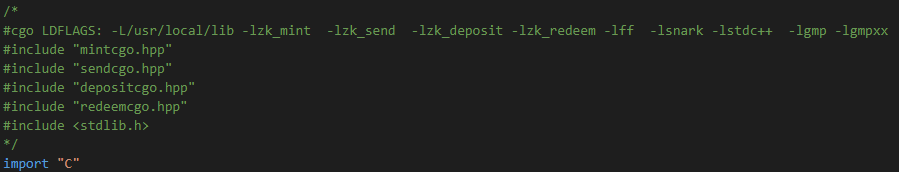 /*
#cgo LDFLAGS: -L/usr/local/lib -lzk_mint  -lzk_send  -lzk_deposit -lzk_redeem -lff  -lsnark -lstdc++  -lgmp -lgmpxx
#include "mintcgo.hpp"
#include "sendcgo.hpp"
#include "depositcgo.hpp"
#include "redeemcgo.hpp"
#include <stdlib.h>
*/
import "C"